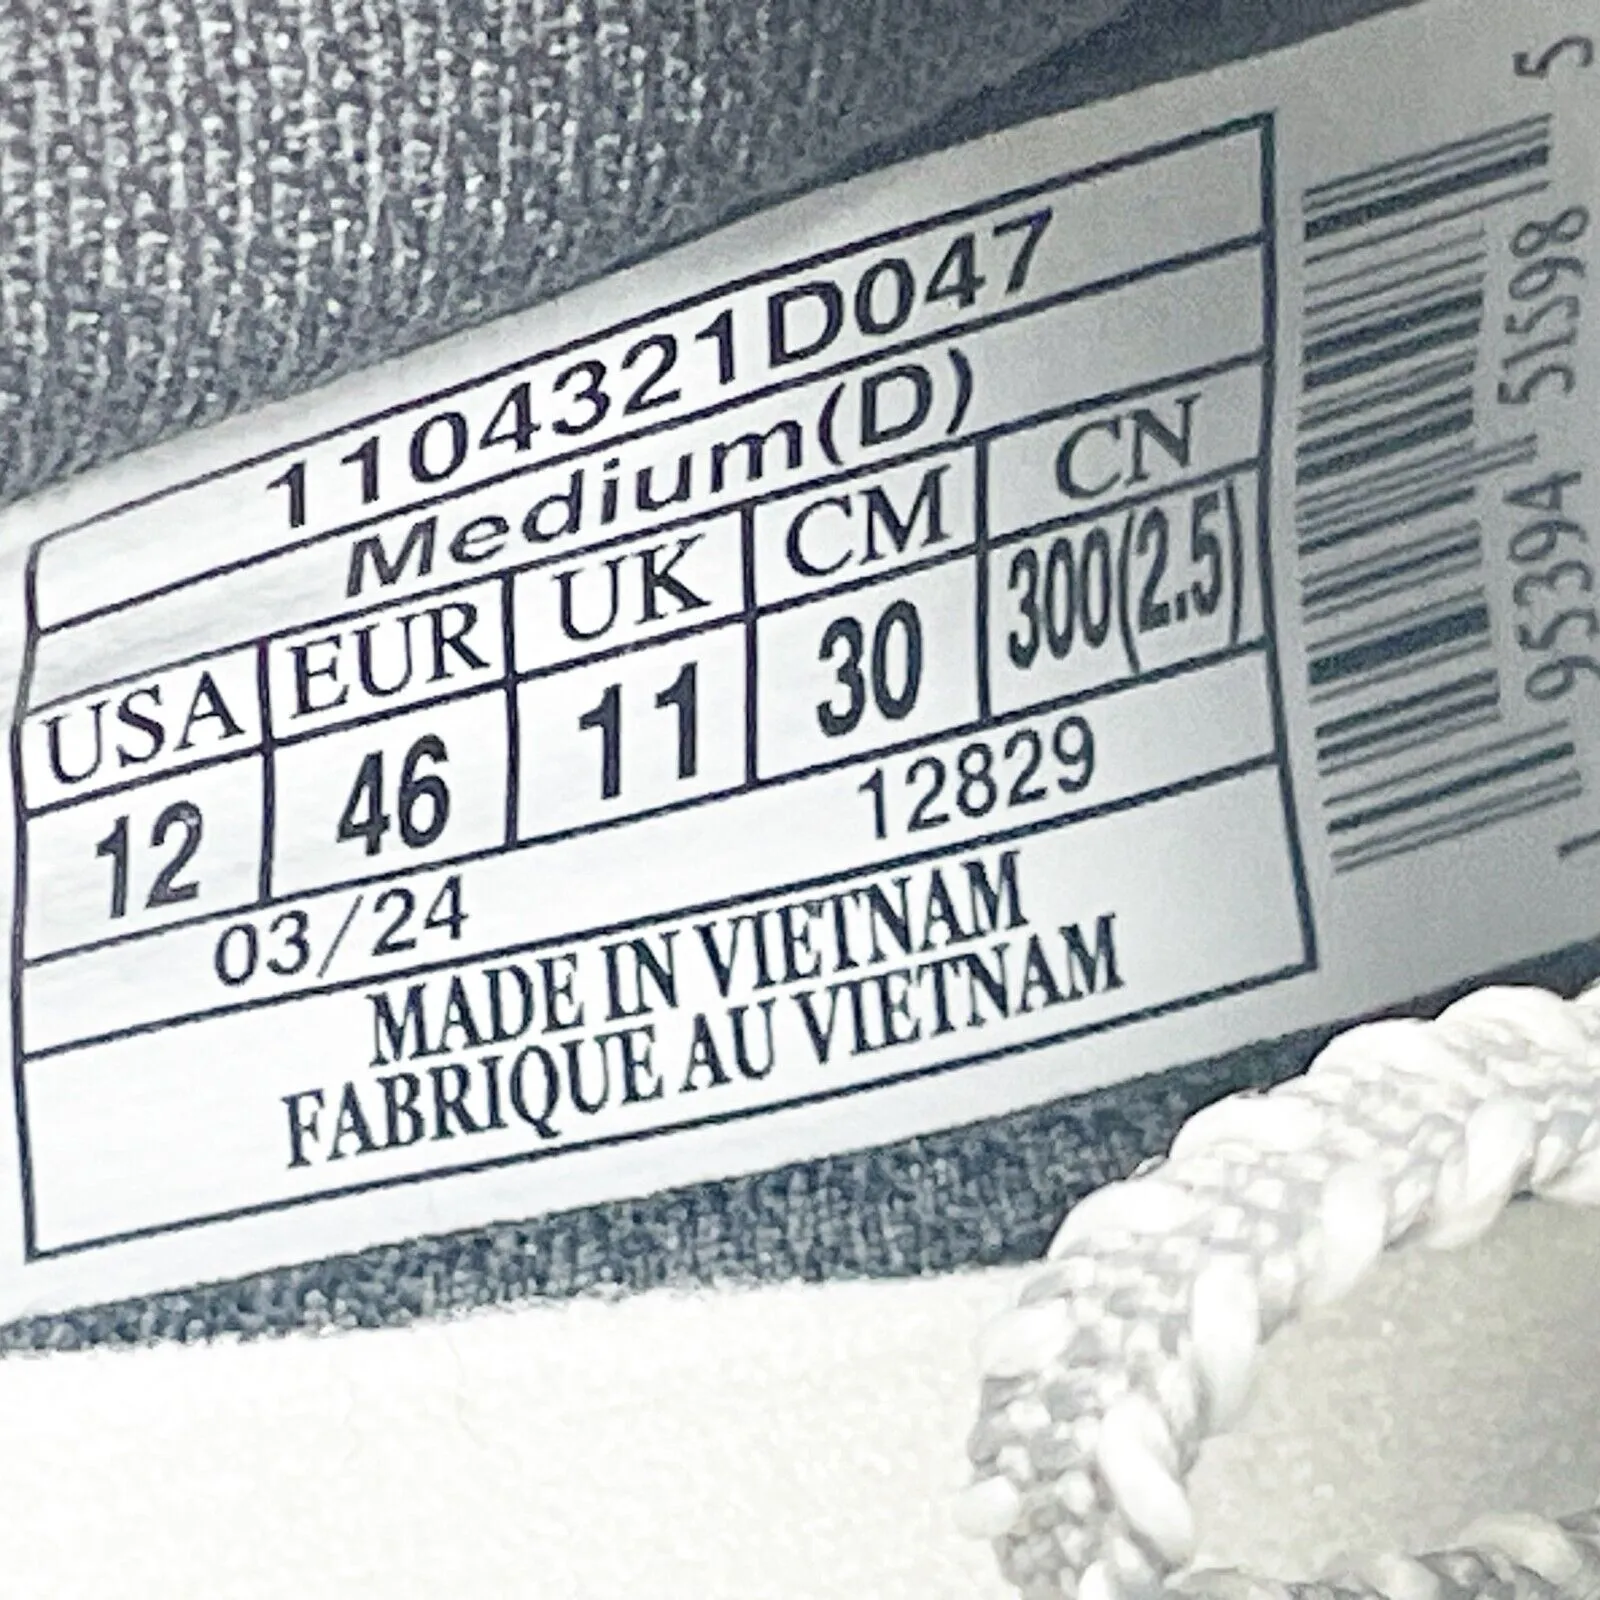 1104321D047
Medium(D)
USA EUR UK CM CN
12 46 11 30 300(2.5)
03/24 12829
MADE IN VIETNAM
FABRIQUE AU VIETNAM
95394 51598 5